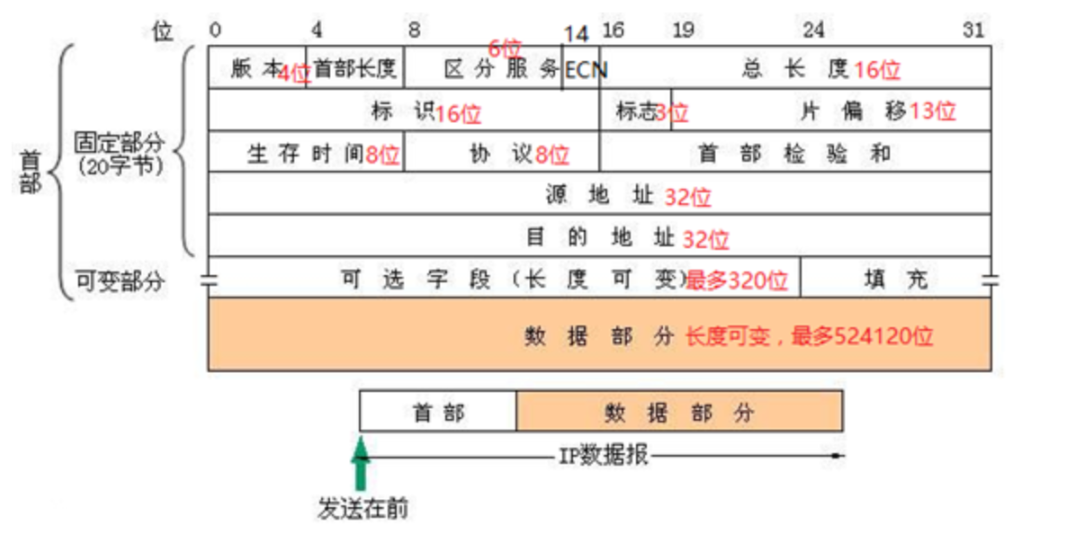 位 0 4 8 14 16 19 24 31
版本4位 首部长度 区分服务6位 ECN 总长度16位
标识16位 标志3位 片偏移13位
生存时间8位 协议8位 首部检验和
源地址 32位
目的地址 32位
可选字段(长度可变)最多320位 填充
数据部分 长度可变，最多524120位
首部
固定部分
(20字节)
可变部分
首部 数据部分
IP数据报
发送在前